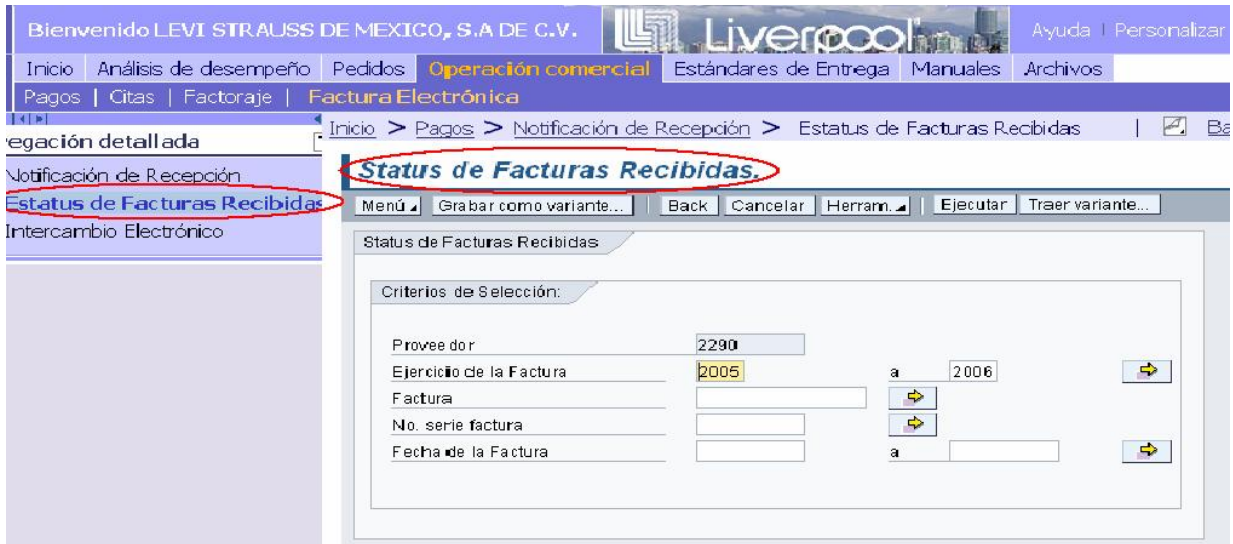 Bienvenido LEVI STRAUSS DE MEXICO, S.A DE C.V. Liverpool Ayuda | Personalizar
Inicio Análisis de desempeño Pedidos Operación comercial Estándares de Entrega Manuales Archivos
Pagos | Citas | Factoraje | Factura Electrónica
egación detallada
Inicio > Pagos > Notificación de Recepción > Estatus de Facturas Recibidas | Ba
Notificación de Recepción
Estatus de Facturas Recibidas
Intercambio Electrónico
Status de Facturas Recibidas.
Menú Grabar como variante... Back Cancelar Herram. Ejecutar Traer variante...
Status de Facturas Recibidas
Criterios de Selección:
Proveedor 2290
Ejercicio de la Factura 2005 a 2006
Factura
No. serie factura
Fecha de la Factura a